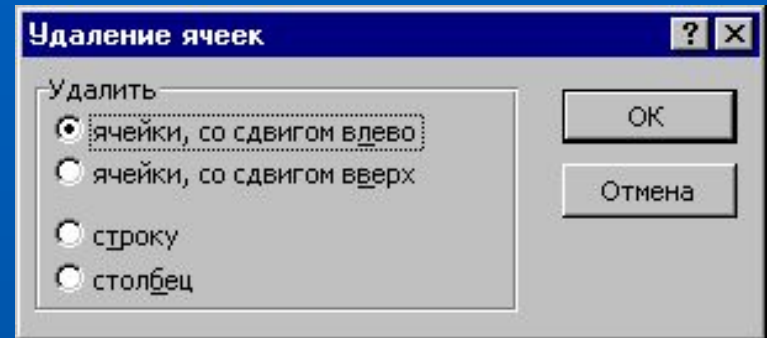 Удаление ячеек
Удалить
ячейки, со сдвигом влево
ячейки, со сдвигом вверх
строку
столбец
ОК
Отмена